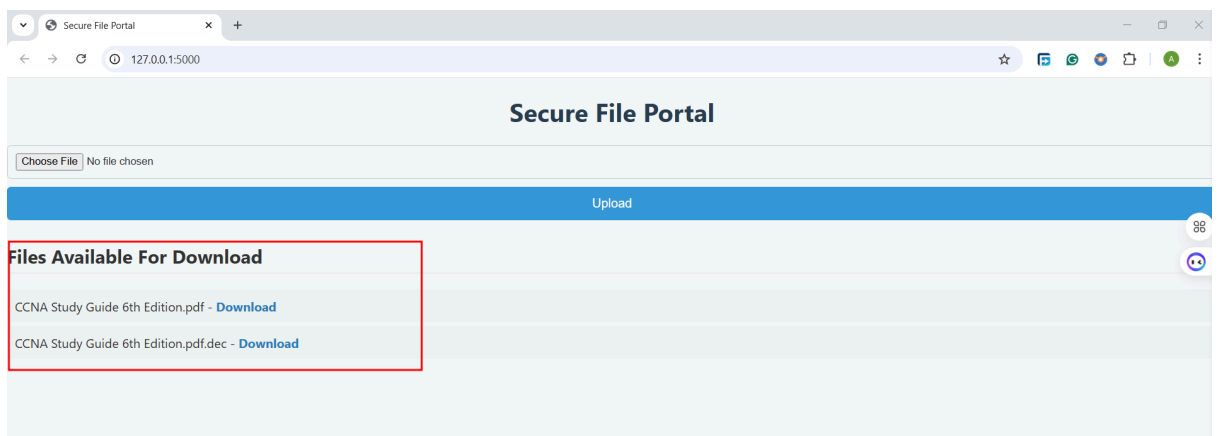 Secure File Portal
127.0.0.1:5000
A
Secure File Portal
Choose File No file chosen
Upload
Files Available For Download
CCNA Study Guide 6th Edition.pdf - Download
CCNA Study Guide 6th Edition.pdf.dec - Download